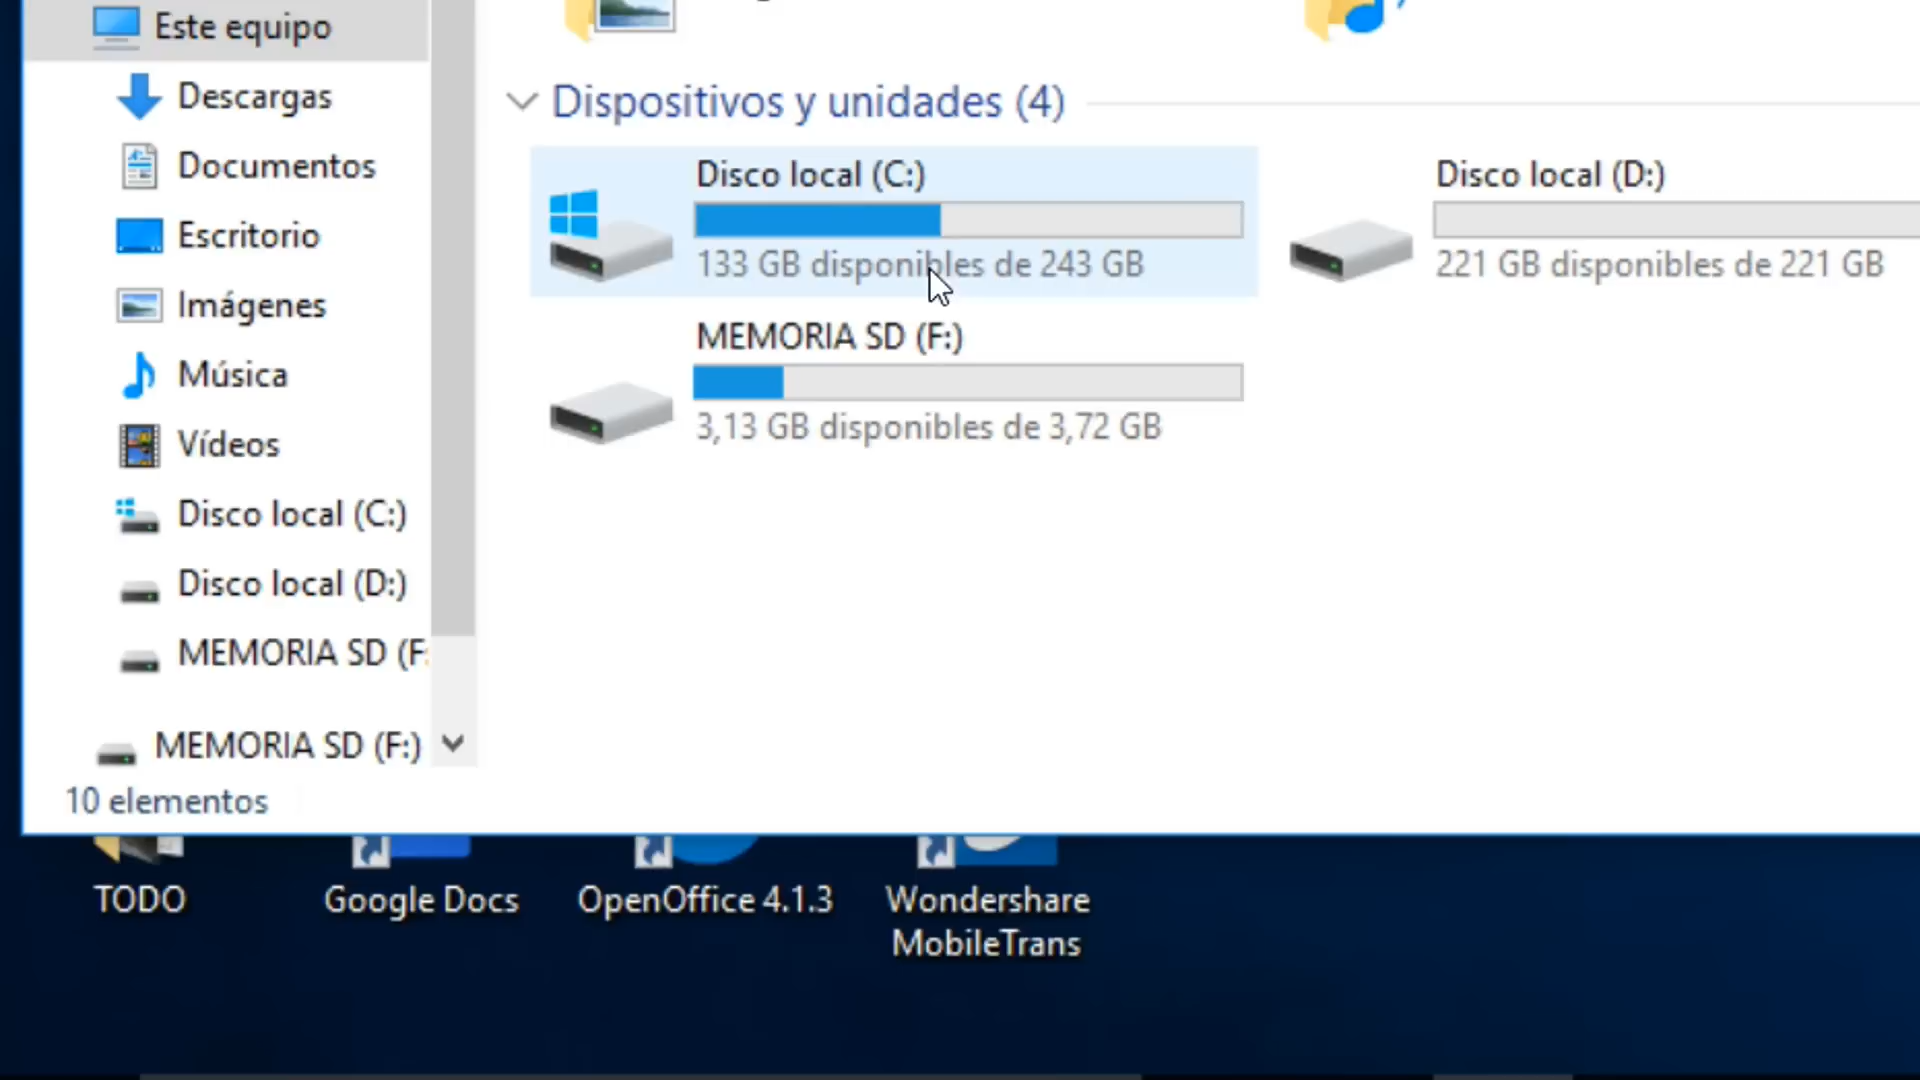 Este equipo
Descargas
Documentos
Escritorio
Imágenes
Música
Vídeos
Disco local (C:)
Disco local (D:)
MEMORIA SD (F:
MEMORIA SD (F:)
10 elementos
Dispositivos y unidades (4)
Disco local (C:)
133 GB disponibles de 243 GB
Disco local (D:)
221 GB disponibles de 221 GB
MEMORIA SD (F:)
3,13 GB disponibles de 3,72 GB
TODO
Google Docs
OpenOffice 4.1.3
Wondershare
MobileTrans